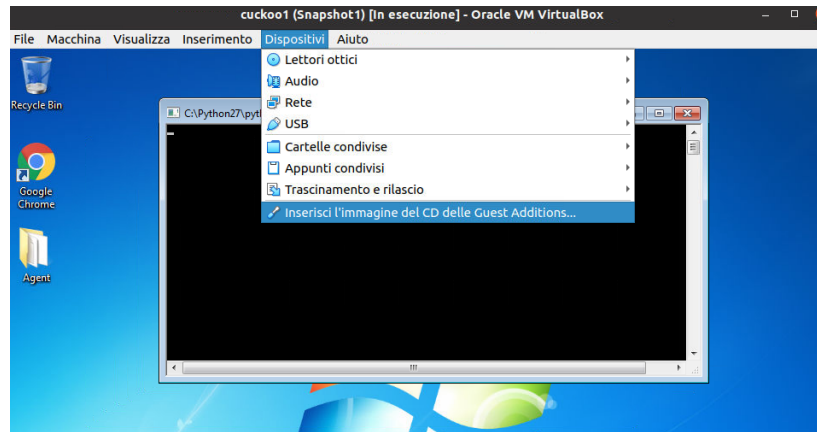 cuckoo1 (Snapshot1) [In esecuzione] - Oracle VM VirtualBox
File Macchina Visualizza Inserimento Dispositivi Aiuto
Lettori ottici
Audio
Rete
USB
Cartelle condivise
Appunti condivisi
Trascinamento e rilascio
Inserisci l'immagine del CD delle Guest Additions...
Recycle Bin
C:\Python27\pyt
Google
Chrome
Agent